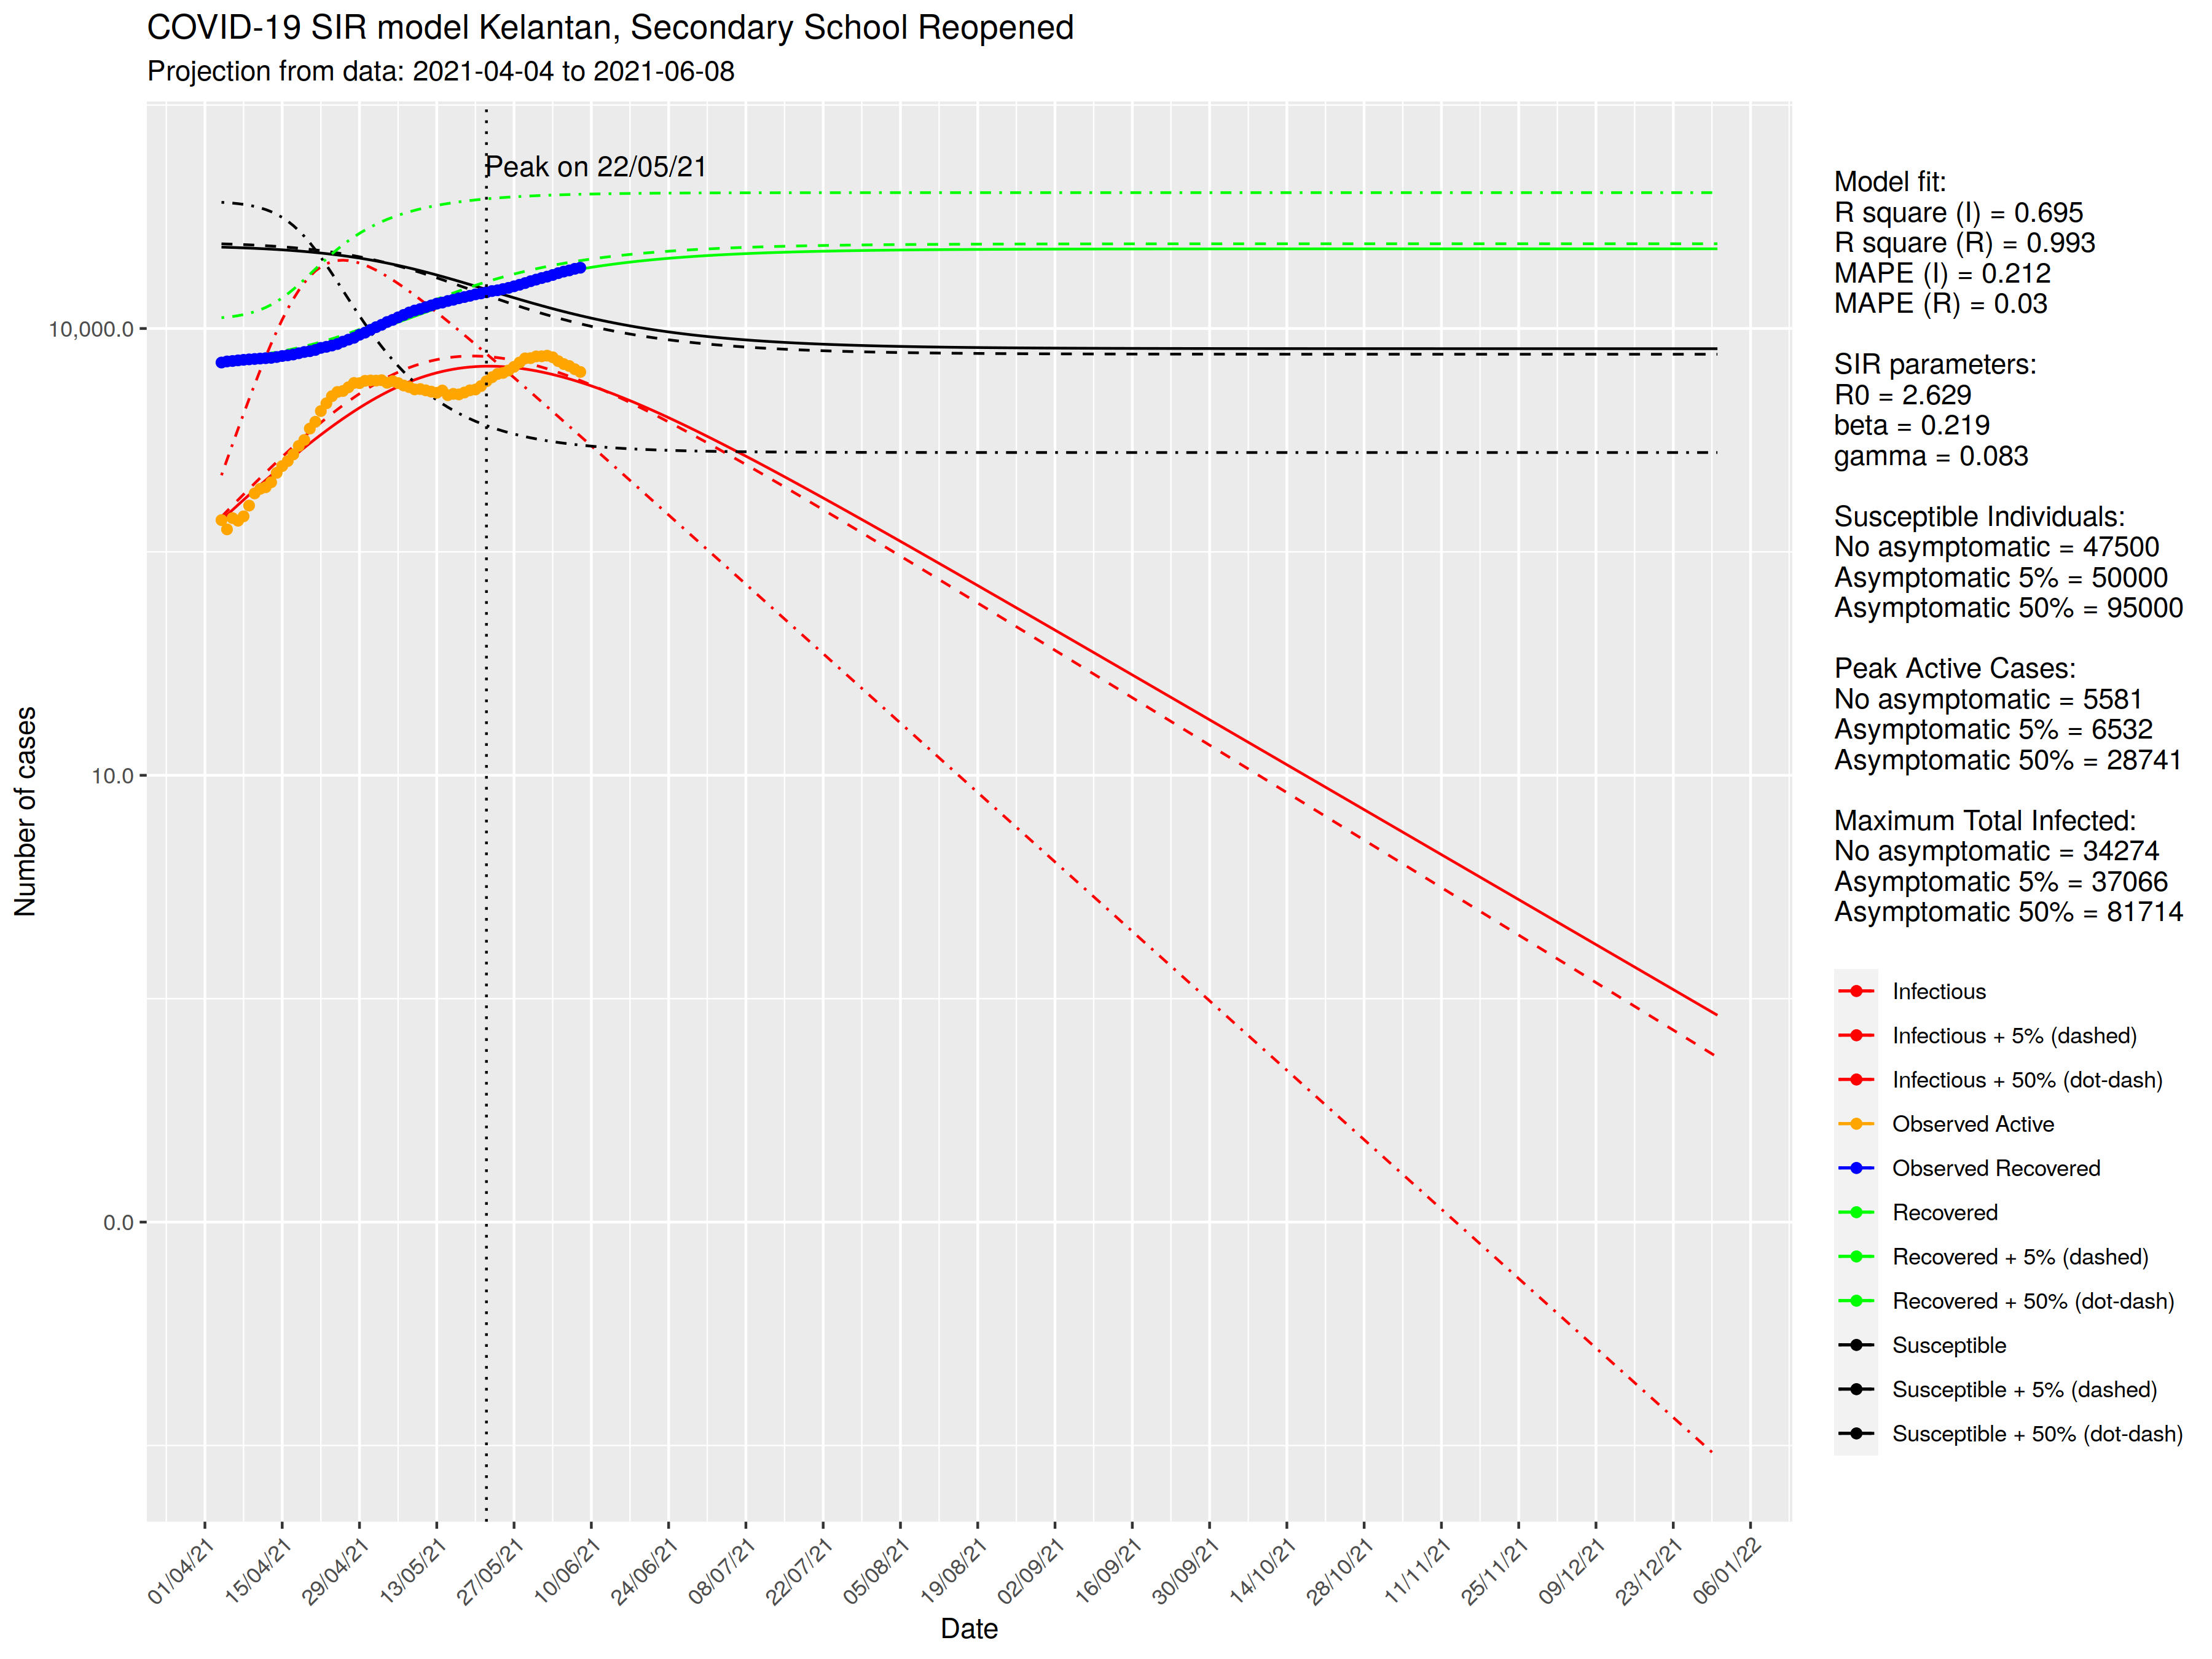 COVID-19 SIR model Kelantan, Secondary School Reopened
Projection from data: 2021-04-04 to 2021-06-08
Peak on 22/05/21
10,000.0
10.0
0.0
Number of cases
01/04/21
15/04/21
29/04/21
13/05/21
27/05/21
10/06/21
24/06/21
08/07/21
22/07/21
05/08/21
19/08/21
02/09/21
16/09/21
30/09/21
14/10/21
28/10/21
11/11/21
25/11/21
09/12/21
23/12/21
06/01/22
Date
Model fit:
R square (I) = 0.695
R square (R) = 0.993
MAPE (I) = 0.212
MAPE (R) = 0.03
SIR parameters:
R0 = 2.629
beta = 0.219
gamma = 0.083
Susceptible Individuals:
No asymptomatic = 47500
Asymptomatic 5% = 50000
Asymptomatic 50% = 95000
Peak Active Cases:
No asymptomatic = 5581
Asymptomatic 5% = 6532
Asymptomatic 50% = 28741
Maximum Total Infected:
No asymptomatic = 34274
Asymptomatic 5% = 37066
Asymptomatic 50% = 81714
Infectious
Infectious + 5% (dashed)
Infectious + 50% (dot-dash)
Observed Active
Observed Recovered
Recovered
Recovered + 5% (dashed)
Recovered + 50% (dot-dash)
Susceptible
Susceptible + 5% (dashed)
Susceptible + 50% (dot-dash)